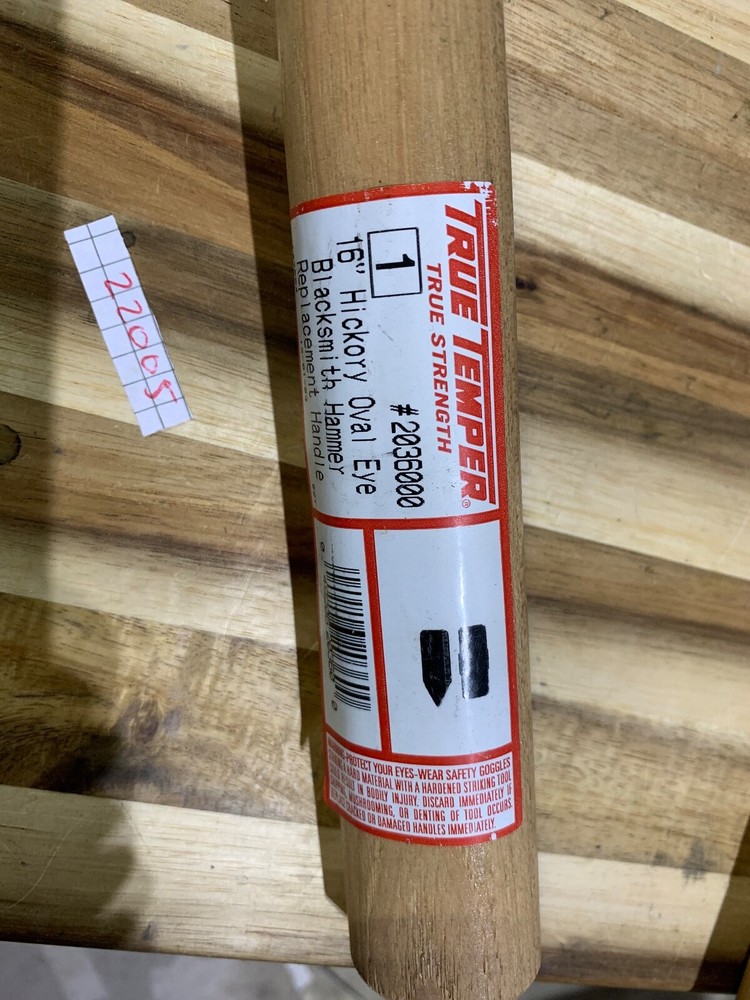 TRUE TEMPER®
TRUE STRENGTH
#2036000
1
16" Hickory Oval Eye
Blacksmith Hammer
Replacement Handle
PROTECT YOUR EYES-WEAR SAFETY GOGGLES
HARD MATERIAL WITH A HARDENED STRIKING TOOL
IN BODILY INJURY. DISCARD IMMEDIATELY IF
MUSHROOMING, OR DENTING OF TOOL OCCURS.
CRACKED OR DAMAGED HANDLES IMMEDIATELY.
22005